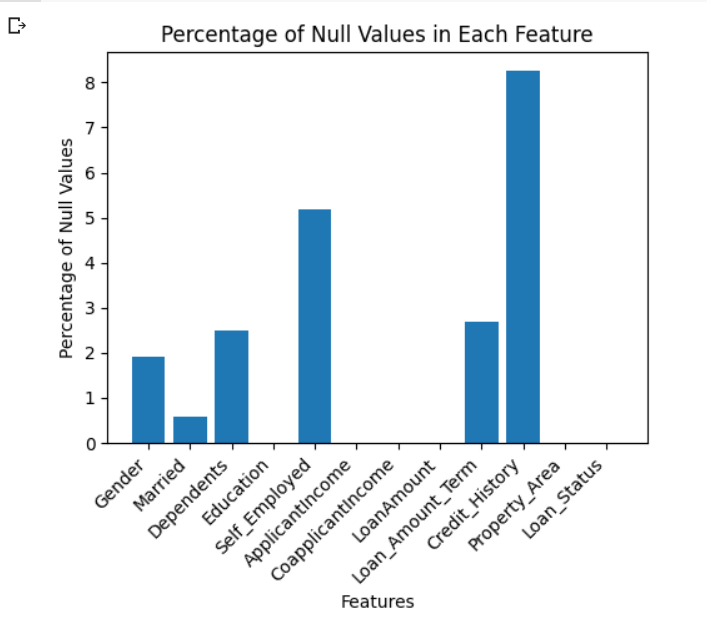 Percentage of Null Values in Each Feature
Percentage of Null Values
8
7
6
5
4
3
2
1
0
Gender
Married
Dependents
Education
Self_Employed
ApplicantIncome
CoapplicantIncome
LoanAmount
Loan_Amount_Term
Credit_History
Property_Area
Loan_Status
Features